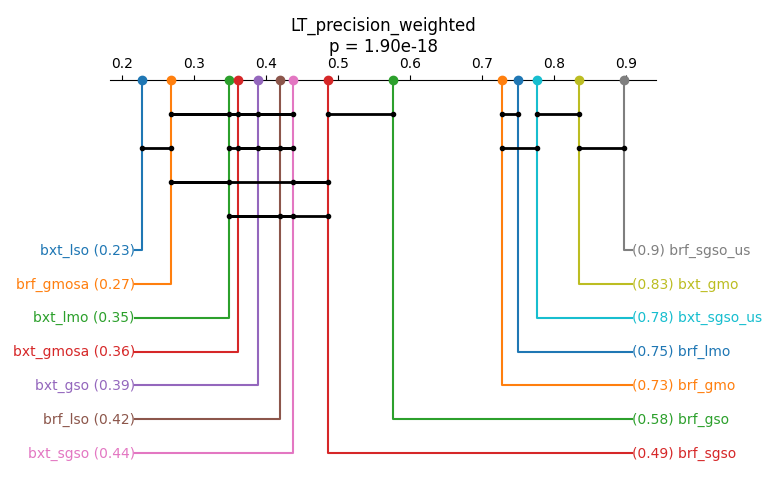 LT_precision_weighted
p = 1.90e-18
0.2 0.3 0.4 0.5 0.6 0.7 0.8 0.9
bxt_lso (0.23) (0.9) brf_sgso_us
brf_gmosa (0.27) (0.83) bxt_gmo
bxt_lmo (0.35) (0.78) bxt_sgso_us
bxt_gmosa (0.36) (0.75) brf_lmo
bxt_gso (0.39) (0.73) brf_gmo
brf_lso (0.42) (0.58) brf_gso
bxt_sgso (0.44) (0.49) brf_sgso